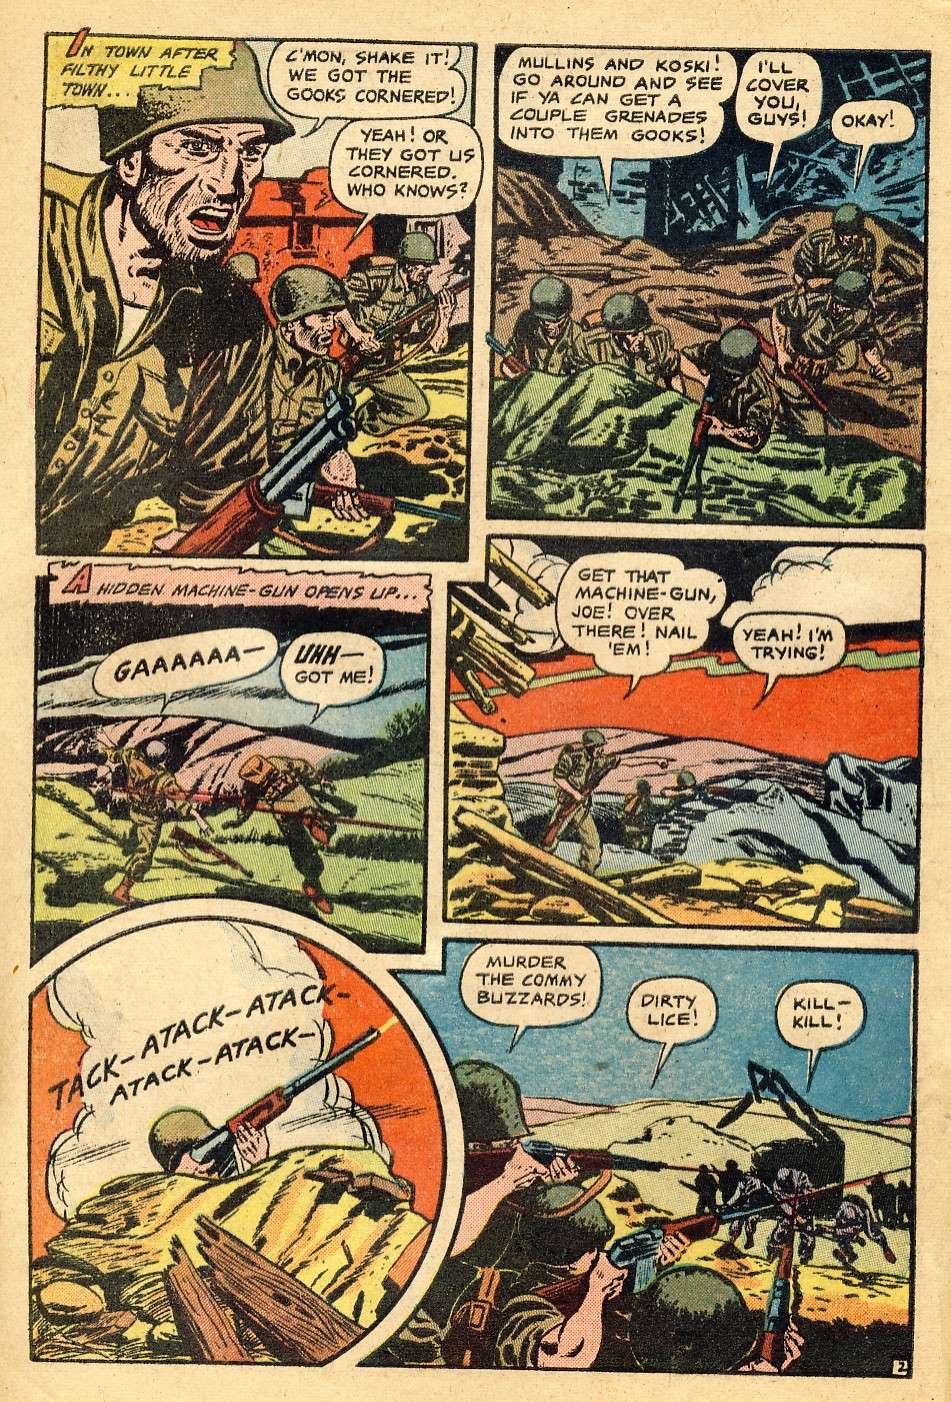 IN TOWN AFTER
FILTHY LITTLE
TOWN...
C'MON, SHAKE IT!
WE GOT THE
GOOKS CORNERED!
YEAH! OR
THEY GOT US
CORNERED.
WHO KNOWS?
MULLINS AND KOSKI!
GO AROUND AND SEE
IF YA CAN GET A
COUPLE GRENADES
INTO THEM GOOKS!
I'LL
COVER
YOU,
GUYS!
OKAY!
A HIDDEN MACHINE-GUN OPENS UP...
GAAAAAA-
UHH-
GOT ME!
GET THAT
MACHINE-GUN,
JOE! OVER
THERE! NAIL
'EM!
YEAH! I'M
TRYING!
TACK-ATACK-ATACK-
ATACK-ATACK-
MURDER
THE COMMY
BUZZARDS!
DIRTY
LICE!
KILL-
KILL!
2